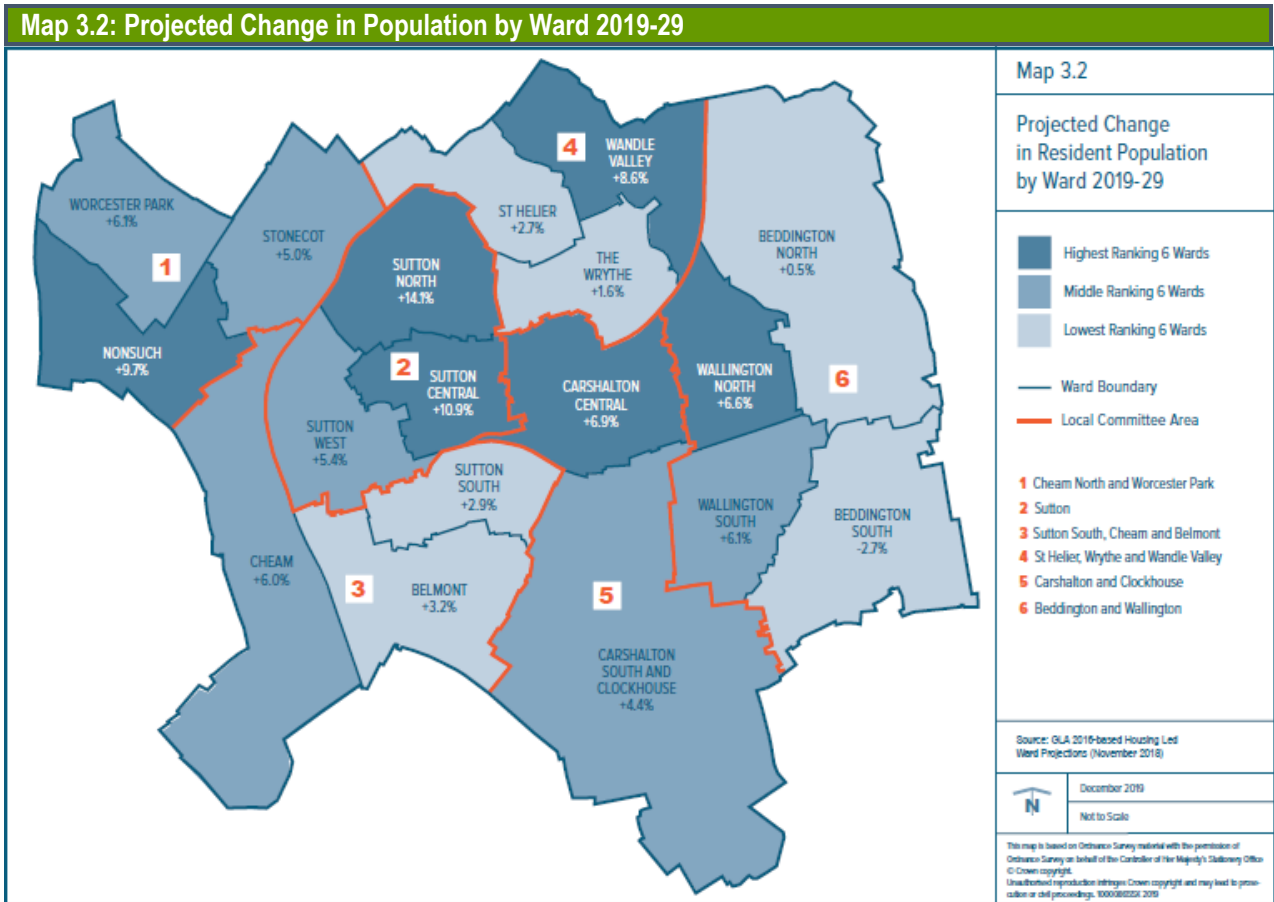 Map 3.2: Projected Change in Population by Ward 2019-29
WORCESTER PARK
+6.1%
1
STONECOT
+5.0%
NONSUCH
+9.7%
SUTTON
NORTH
+14.1%
ST HELIER
+2.7%
4
WANDLE
VALLEY
+8.6%
THE
WRYTHE
+1.6%
BEDDINGTON
NORTH
+0.5%
2
SUTTON
CENTRAL
+10.9%
CARSHALTON
CENTRAL
+6.9%
WALLINGTON
NORTH
+6.6%
6
SUTTON
WEST
+5.4%
SUTTON
SOUTH
+2.9%
WALLINGTON
SOUTH
+6.1%
BEDDINGTON
SOUTH
-2.7%
CHEAM
+6.0%
3
BELMONT
+3.2%
5
CARSHALTON
SOUTH AND
CLOCKHOUSE
+4.4%
Map 3.2
Projected Change
in Resident Population
by Ward 2019-29
Highest Ranking 6 Wards
Middle Ranking 6 Wards
Lowest Ranking 6 Wards
Ward Boundary
Local Committee Area
1 Cheam North and Worcester Park
2 Sutton
3 Sutton South, Cheam and Belmont
4 St Helier, Wrythe and Wandle Valley
5 Carshalton and Clockhouse
6 Beddington and Wallington
Source: GLA 2016-based Housing Led
Ward Projections (November 2018)
N
December 2019
Not to Scale
This map is based on Ordnance Survey material with the permission of
Ordnance Survey on behalf of the Controller of Her Majesty's Stationery Office
© Crown copyright.
Unauthorised reproduction infringes Crown copyright and may lead to prose-
cution or civil proceedings. 2019